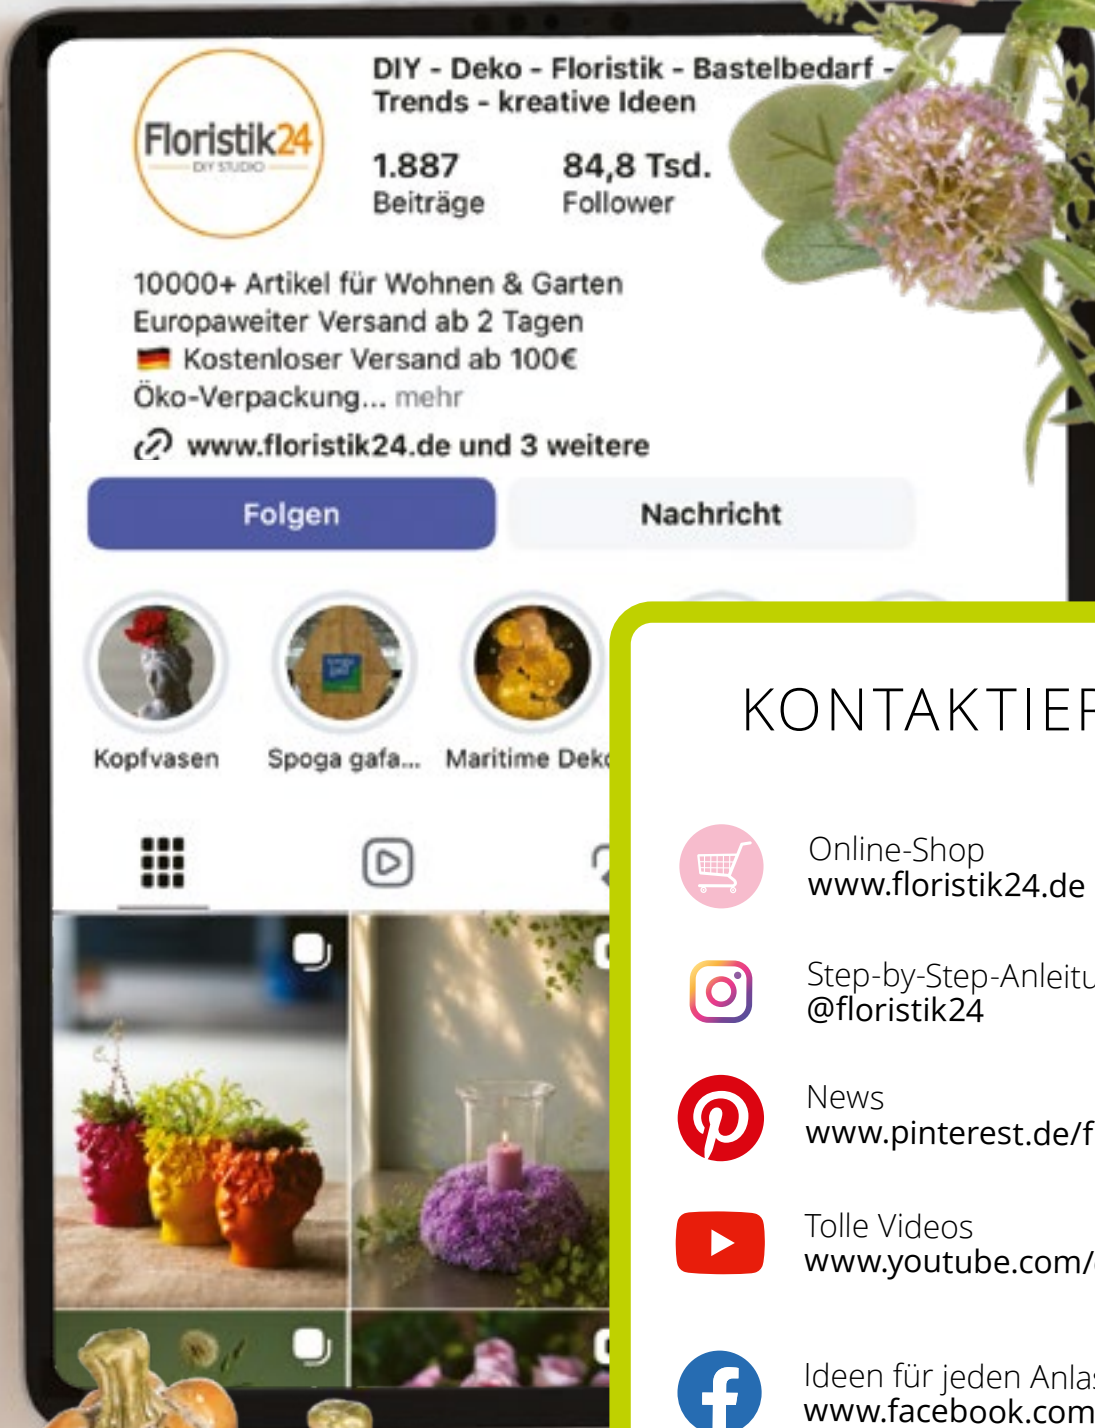 DIY - Deko - Floristik - Bastelbedarf -
Trends - kreative Ideen
Floristik24
DIY STUDIO
1.887
84,8 Tsd.
Beiträge
Follower
10000+ Artikel für Wohnen & Garten
Europaweiter Versand ab 2 Tagen
🇩🇪 Kostenloser Versand ab 100€
Öko-Verpackung... mehr
www.floristik24.de und 3 weitere
Folgen
Nachricht
Kopfvasen
Spoga gafa...
Maritime Deko
KONTAKTIER
Online-Shop
www.floristik24.de
Step-by-Step-Anleitu
@floristik24
News
www.pinterest.de/f
Tolle Videos
www.youtube.com/
Ideen für jeden Anlas
www.facebook.com